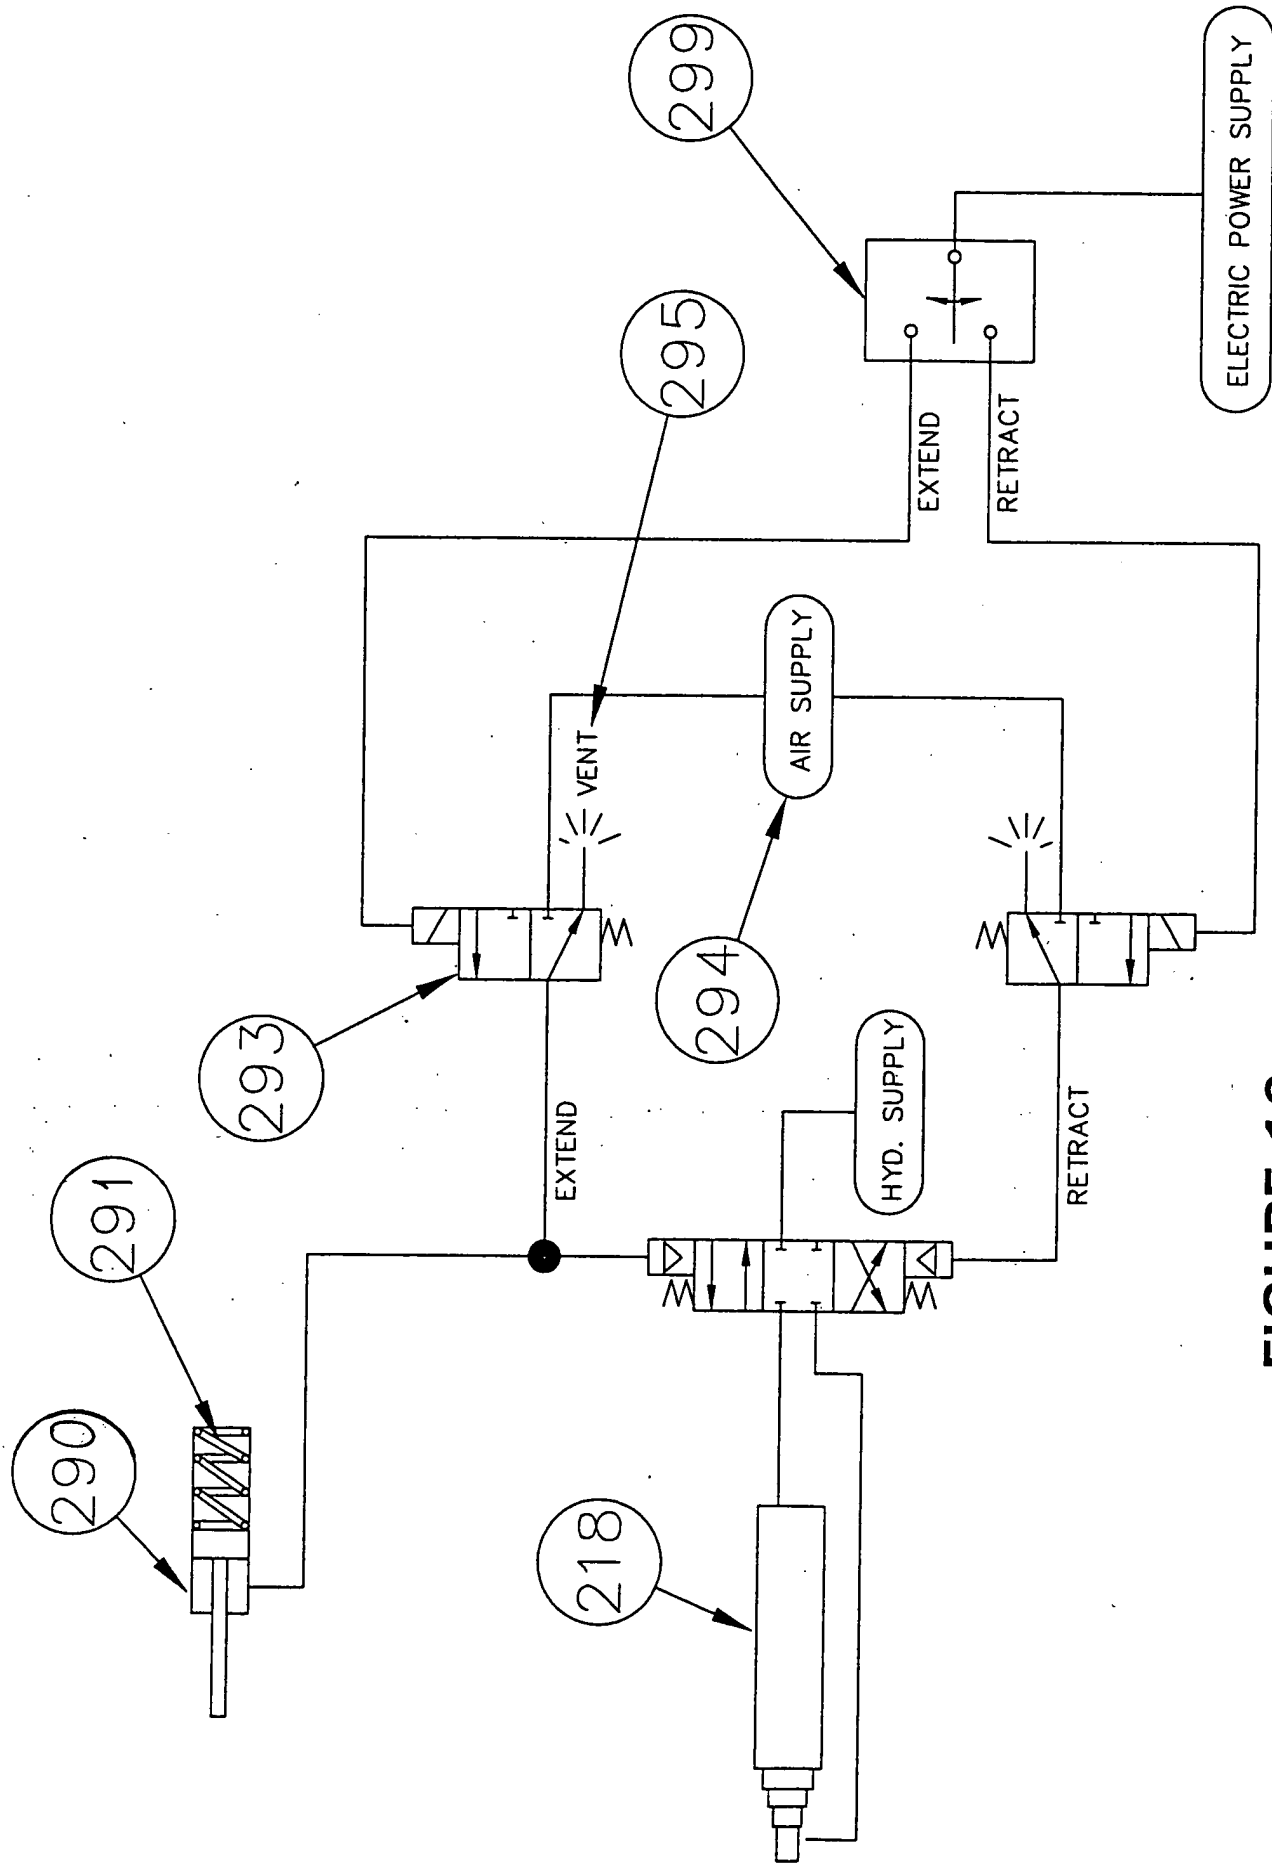 290
291
293
EXTEND
VENT
218
295
299
294
AIR SUPPLY
HYD. SUPPLY
EXTEND
RETRACT
RETRACT
ELECTRIC POWER SUPPLY
FIGURE